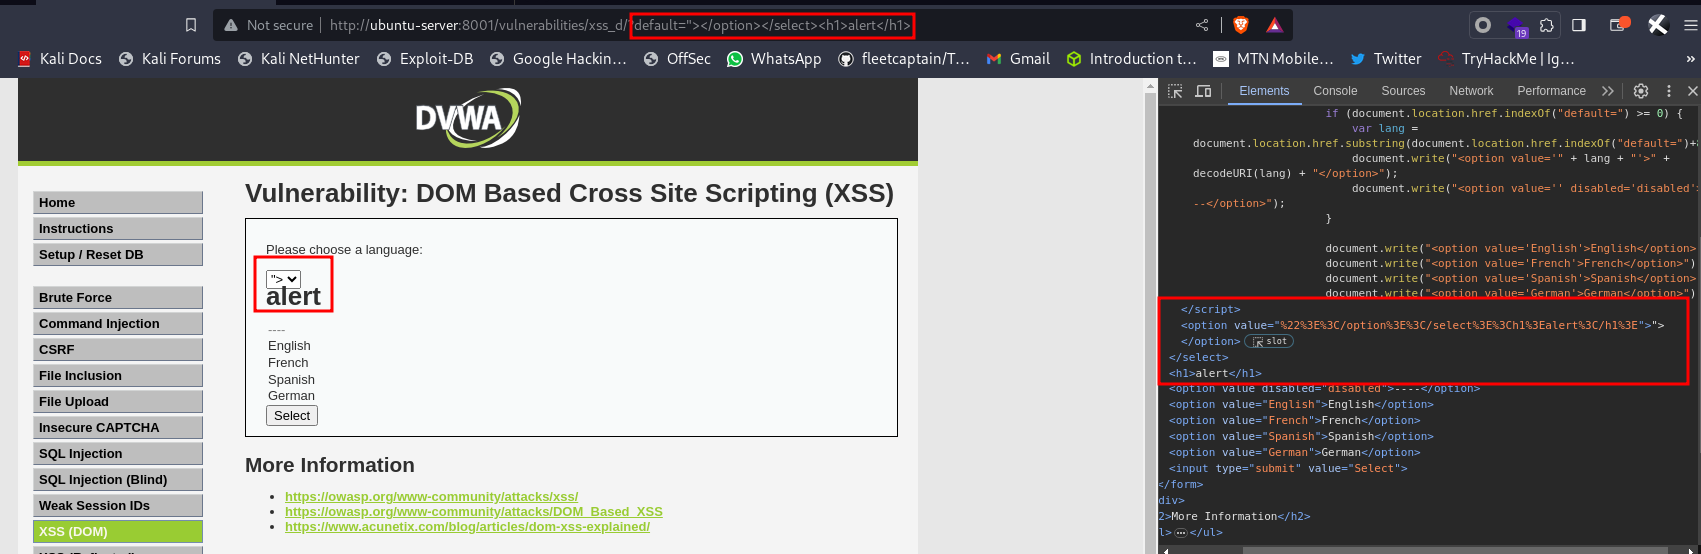 Not secure http://ubuntu-server:8001/vulnerabilities/xss_d/?default="></option></select><h1>alert</h1>
19
Kali Docs Kali Forums Kali NetHunter Exploit-DB Google Hackin… OffSec WhatsApp fleetcaptain/T… Gmail Introduction t… MTN Mobile… Twitter TryHackMe | Ig… »
DVWA
Home
Instructions
Setup / Reset DB
Brute Force
Command Injection
CSRF
File Inclusion
File Upload
Insecure CAPTCHA
SQL Injection
SQL Injection (Blind)
Weak Session IDs
XSS (DOM)
Vulnerability: DOM Based Cross Site Scripting (XSS)
Please choose a language:
">
alert
----
English
French
Spanish
German
Select
More Information
https://owasp.org/www-community/attacks/xss/
https://owasp.org/www-community/attacks/DOM_Based_XSS
https://www.acunetix.com/blog/articles/dom-xss-explained/
Elements Console Sources Network Performance
if (document.location.href.indexOf("default=") >= 0) {
var lang =
document.location.href.substring(document.location.href.indexOf("default=")+8
document.write("<option value='" + lang + "'>" +
decodeURI(lang) + "</option>");
document.write("<option value='' disabled='disabled'>
--</option>");
}
document.write("<option value='English'>English</option>
document.write("<option value='French'>French</option>")
document.write("<option value='Spanish'>Spanish</option>
document.write("<option value='German'>German</option>")
</script>
<option value="%22%3E%3C/option%3E%3C/select%3E%3Ch1%3Ealert%3C/h1%3E">">
</option> slot
</select>
<h1>alert</h1>
<option value disabled="disabled">----</option>
<option value="English">English</option>
<option value="French">French</option>
<option value="Spanish">Spanish</option>
<option value="German">German</option>
<input type="submit" value="Select">
</form>
div>
2>More Information</h2>
l>…</ul>